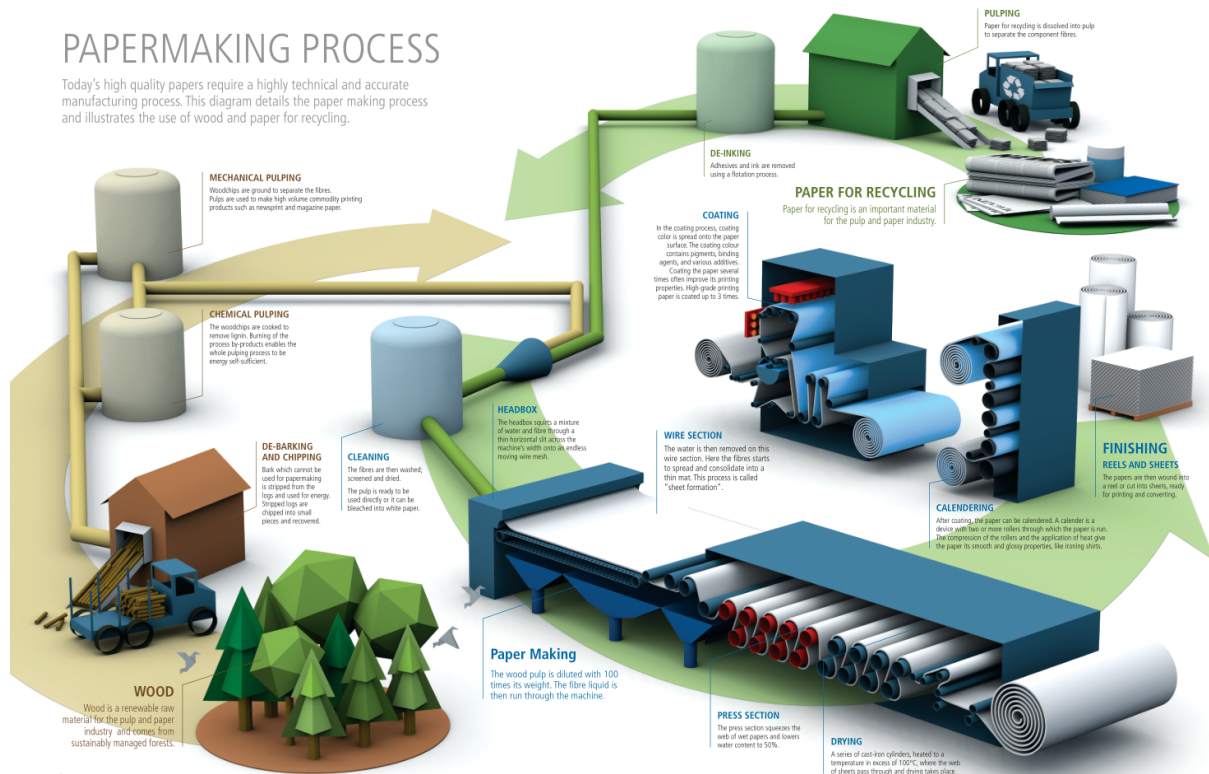 PAPERMAKING PROCESS
Today's high quality papers require a highly technical and accurate
manufacturing process. This diagram details the paper making process
and illustrates the use of wood and paper for recycling.
PULPING
Paper for recycling is dissolved into pulp
to separate the component fibres.
DE-INKING
Adhesives and ink are removed
using a flotation process.
PAPER FOR RECYCLING
Paper for recycling is an important material
for the pulp and paper industry.
MECHANICAL PULPING
Woodchips are ground to separate the fibres.
Pulps are used to make high volume commodity printing
products such as newsprint and magazine paper.
CHEMICAL PULPING
The woodchips are cooked to
remove lignin. Burning of the
process by-products enables the
whole pulping process to be
energy self-sufficient.
COATING
In the coating process, coating
color is spread onto the paper
surface. The coating colour
contains pigments, binding
agents, and various additives.
Coating the paper several
times often improve its printing
properties. High-grade printing
paper is coated up to 3 times.
DE-BARKING
AND CHIPPING
Bark which cannot be
used for papermaking
is stripped from the
logs and used for energy.
Stripped logs are
chipped into small
pieces and recovered.
CLEANING
The fibres are then washed,
screened and dried.
The pulp is ready to be
used directly or it can be
bleached into white paper.
HEADBOX
The headbox squirts a mixture
of water and fibre through a
thin horizontal slit across the
machine's width onto an endless
moving wire mesh.
WIRE SECTION
The water is then removed on this
wire section. Here the fibres starts
to spread and consolidate into a
thin mat. This process is called
"sheet formation".
FINISHING
REELS AND SHEETS
The papers are then wound into
a reel or cut into sheets, ready
for printing and converting.
CALENDERING
After coating, the paper can be calendered. A calender is a
device with two or more rollers through which the paper is run.
The compression of the rollers and the application of heat give
the paper its smooth and glossy properties, like ironing shirts.
WOOD
Wood is a renewable raw
material for the pulp and paper
industry and comes from
sustainably managed forests.
Paper Making
The wood pulp is diluted with 100
times its weight. The fibre liquid is
then run through the machine.
PRESS SECTION
The press section squeezes the
web of wet papers and lowers
water content to 50%.
DRYING
A series of cast-iron cylinders, heated to a
temperature in excess of 100°C, where the web
of sheets pass through and drying takes place.